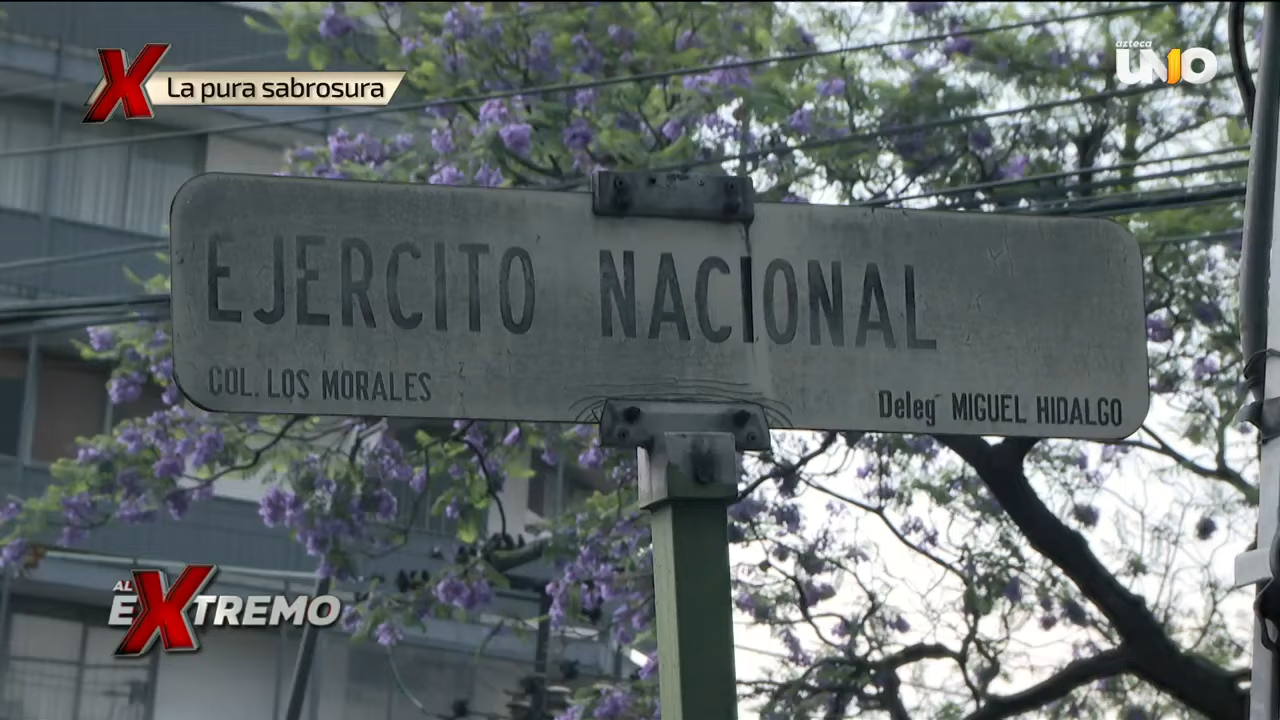 X La pura sabrosura
azteca
UNO
EJERCITO NACIONAL
COL. LOS MORALES
Deleg MIGUEL HIDALGO
AL
EXTREMO